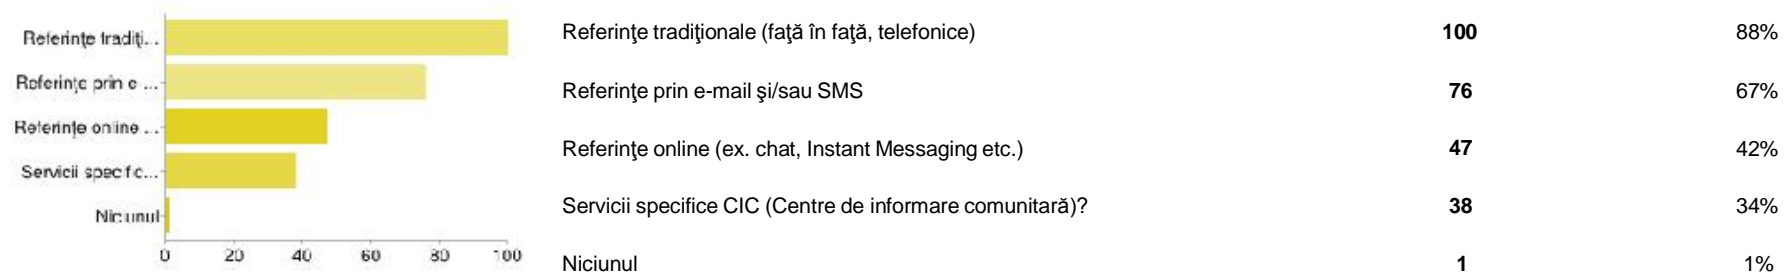 Referinţe tradiţi...
Referinţe prin e ...
Referinţe online ...
Servicii specific...
Niciunul
0 20 40 60 80 100
Referinţe tradiţionale (faţă în faţă, telefonice) 100 88%
Referinţe prin e-mail şi/sau SMS 76 67%
Referinţe online (ex. chat, Instant Messaging etc.) 47 42%
Servicii specifice CIC (Centre de informare comunitară)? 38 34%
Niciunul 1 1%